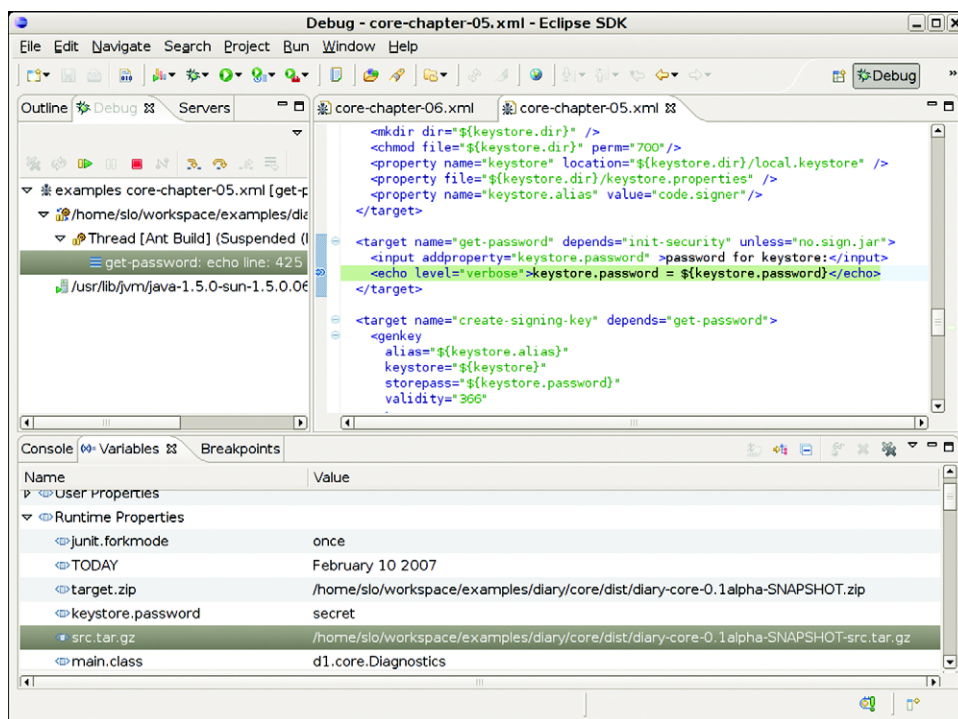 Debug - core-chapter-05.xml - Eclipse SDK
File Edit Navigate Search Project Run Window Help
Debug
»
Outline Debug Servers
core-chapter-06.xml core-chapter-05.xml
examples core-chapter-05.xml [get-p
/home/slo/workspace/examples/dia
Thread [Ant Build] (Suspended (
get-password: echo line: 425
/usr/lib/jvm/java-1.5.0-sun-1.5.0.06
<mkdir dir="${keystore.dir}" />
<chmod file="${keystore.dir}" perm="700"/>
<property name="keystore" location="${keystore.dir}/local.keystore" />
<property file="${keystore.dir}/keystore.properties" />
<property name="keystore.alias" value="code.signer"/>
</target>
<target name="get-password" depends="init-security" unless="no.sign.jar">
<input addproperty="keystore.password" >password for keystore:</input>
<echo level="verbose">keystore.password = ${keystore.password}</echo>
</target>
<target name="create-signing-key" depends="get-password">
<genkey
alias="${keystore.alias}"
keystore="${keystore}"
storepass="${keystore.password}"
validity="366"
Console Variables Breakpoints
Name Value
User Properties
Runtime Properties
junit.forkmode once
TODAY February 10 2007
target.zip /home/slo/workspace/examples/diary/core/dist/diary-core-0.1alpha-SNAPSHOT.zip
keystore.password secret
src.tar.gz /home/slo/workspace/examples/diary/core/dist/diary-core-0.1alpha-SNAPSHOT-src.tar.gz
main.class d1.core.Diagnostics